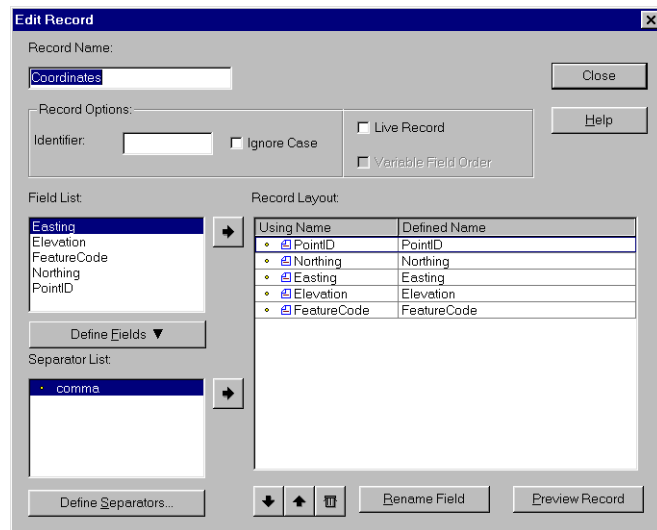 Edit Record
Record Name:
Coordinates
Close
Record Options:
Identifier:
Ignore Case
Live Record
Variable Field Order
Help
Field List:
Easting
Elevation
FeatureCode
Northing
PointID
Define Fields ▼
Separator List:
comma
Define Separators...
Record Layout:
Using Name Defined Name
PointID PointID
Northing Northing
Easting Easting
Elevation Elevation
FeatureCode FeatureCode
Rename Field
Preview Record